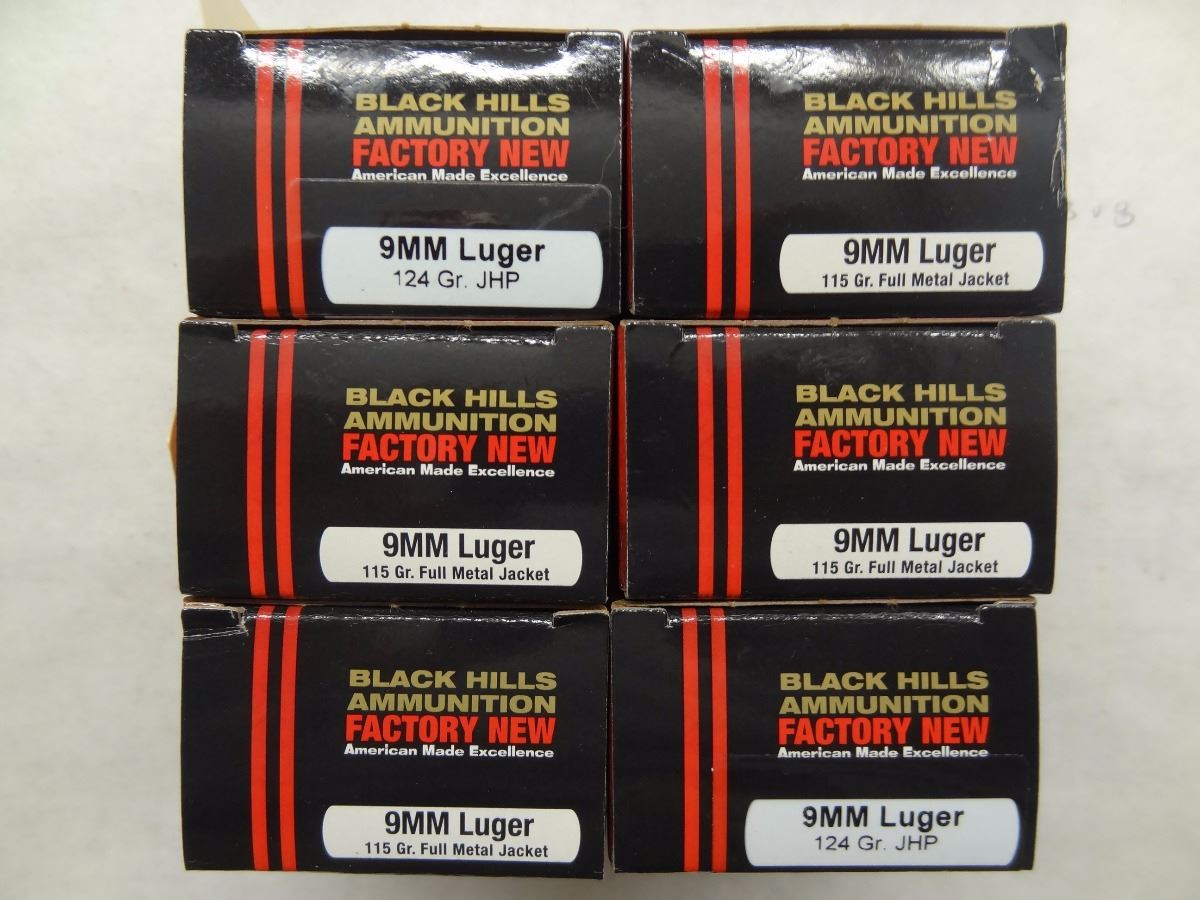 BLACK HILLS
AMMUNITION
FACTORY NEW
American Made Excellence
9MM Luger
124 Gr. JHP
BLACK HILLS
AMMUNITION
FACTORY NEW
American Made Excellence
9MM Luger
115 Gr. Full Metal Jacket
BLACK HILLS
AMMUNITION
FACTORY NEW
American Made Excellence
9MM Luger
115 Gr. Full Metal Jacket
BLACK HILLS
AMMUNITION
FACTORY NEW
American Made Excellence
9MM Luger
115 Gr. Full Metal Jacket
BLACK HILLS
AMMUNITION
FACTORY NEW
American Made Excellence
9MM Luger
115 Gr. Full Metal Jacket
BLACK HILLS
AMMUNITION
FACTORY NEW
American Made Excellence
9MM Luger
124 Gr. JHP